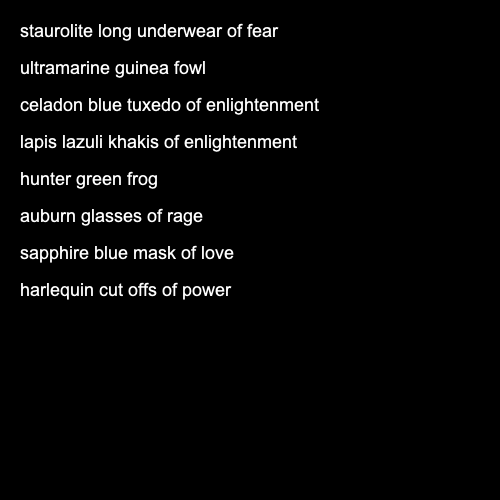 staurolite long underwear of fear
ultramarine guinea fowl
celadon blue tuxedo of enlightenment
lapis lazuli khakis of enlightenment
hunter green frog
auburn glasses of rage
sapphire blue mask of love
harlequin cut offs of power